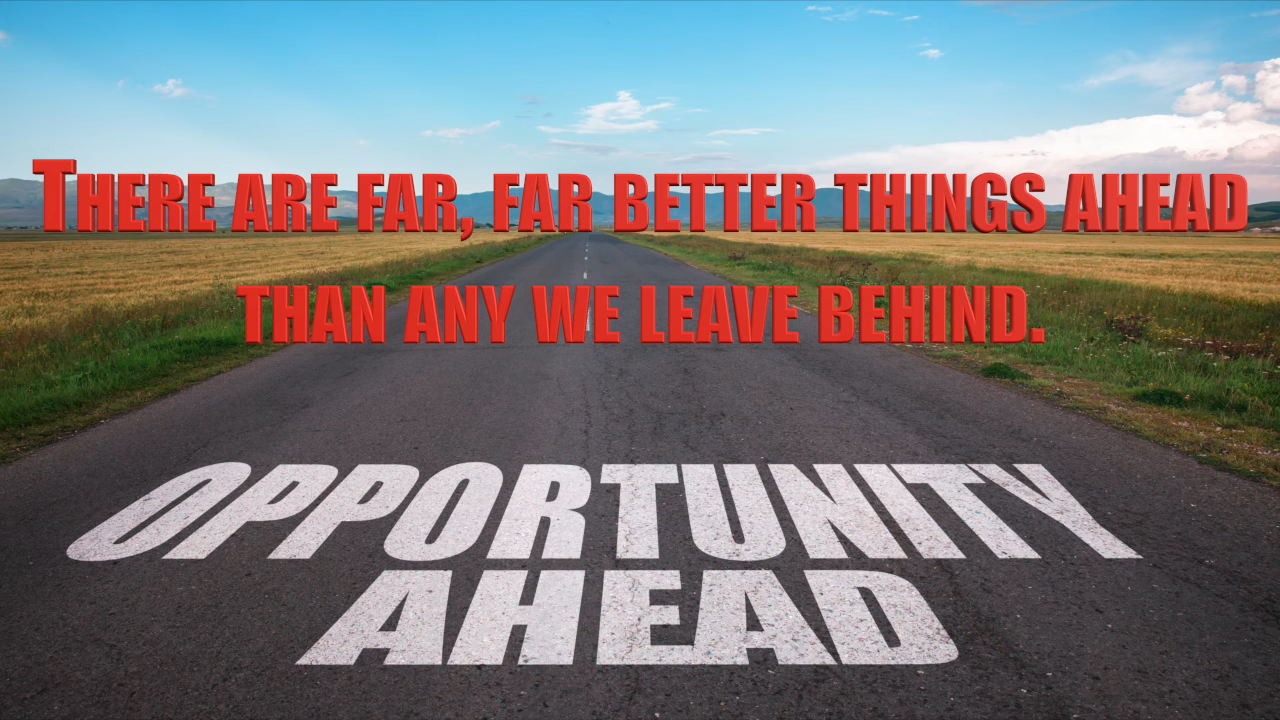 There are far, far better things ahead
than any we leave behind.
OPPORTUNITY
AHEAD